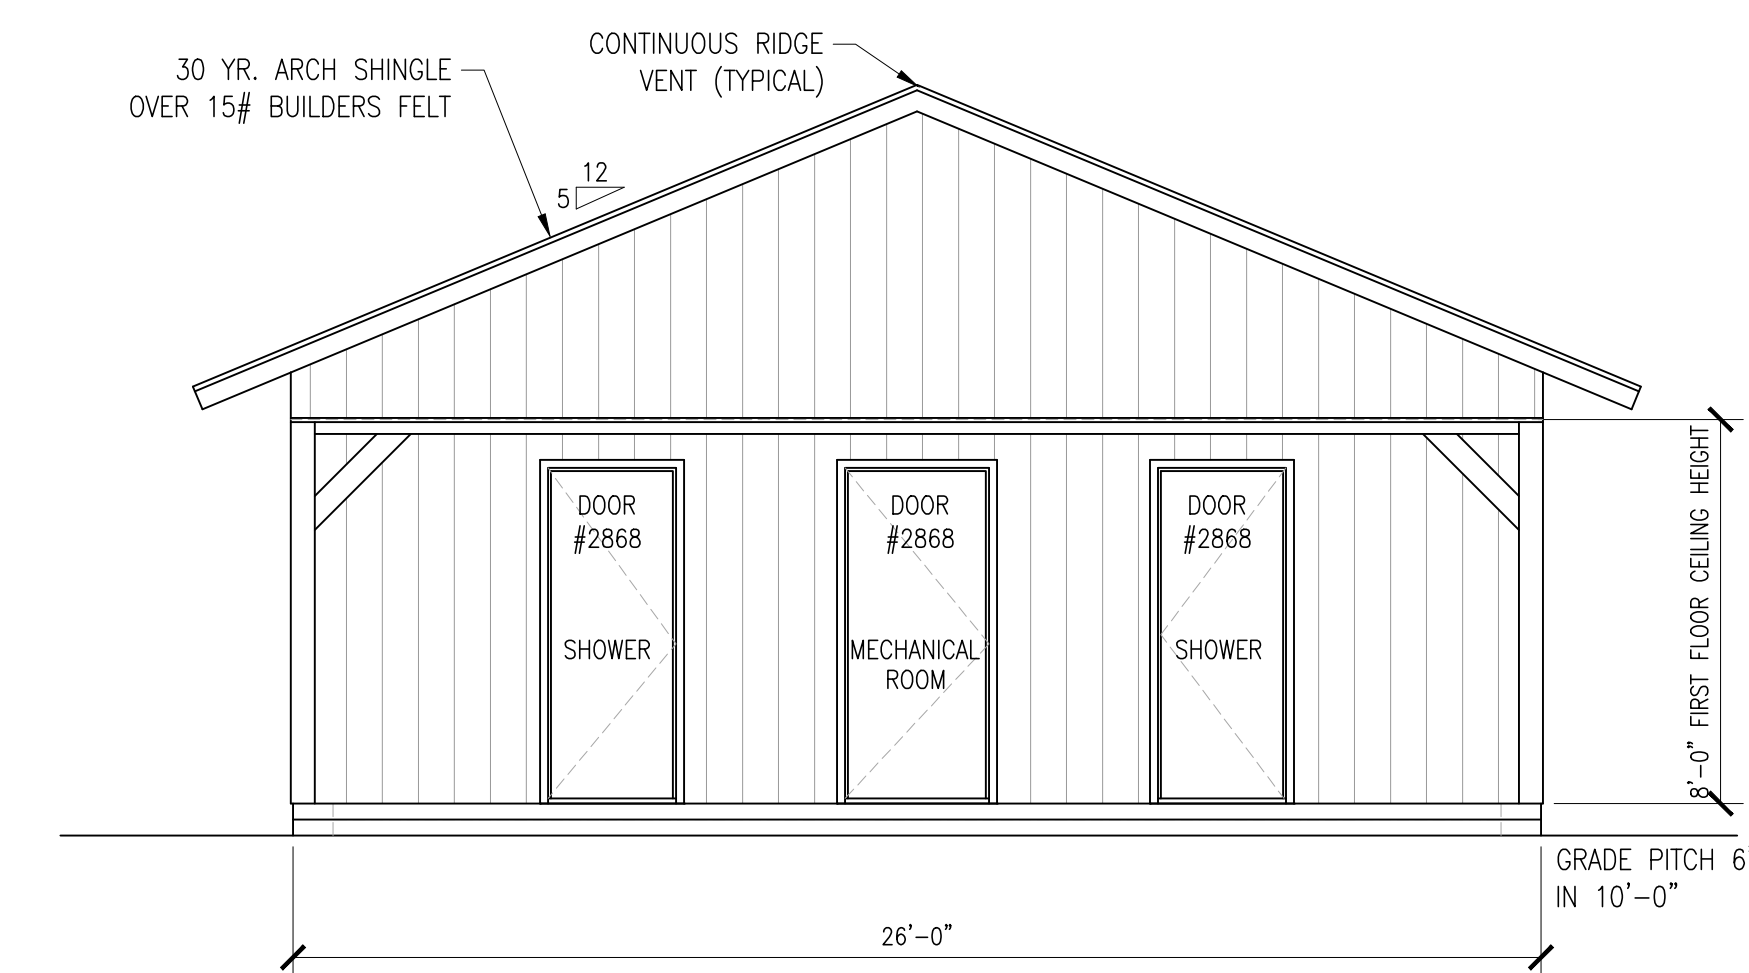 CONTINUOUS RIDGE
VENT (TYPICAL)
30 YR. ARCH SHINGLE
OVER 15# BUILDERS FELT
12
5
DOOR
#2868
SHOWER
DOOR
#2868
MECHANICAL
ROOM
DOOR
#2868
SHOWER
8'-0" FIRST FLOOR CEILING HEIGHT
GRADE PITCH 6
IN 10'-0"
26'-0"